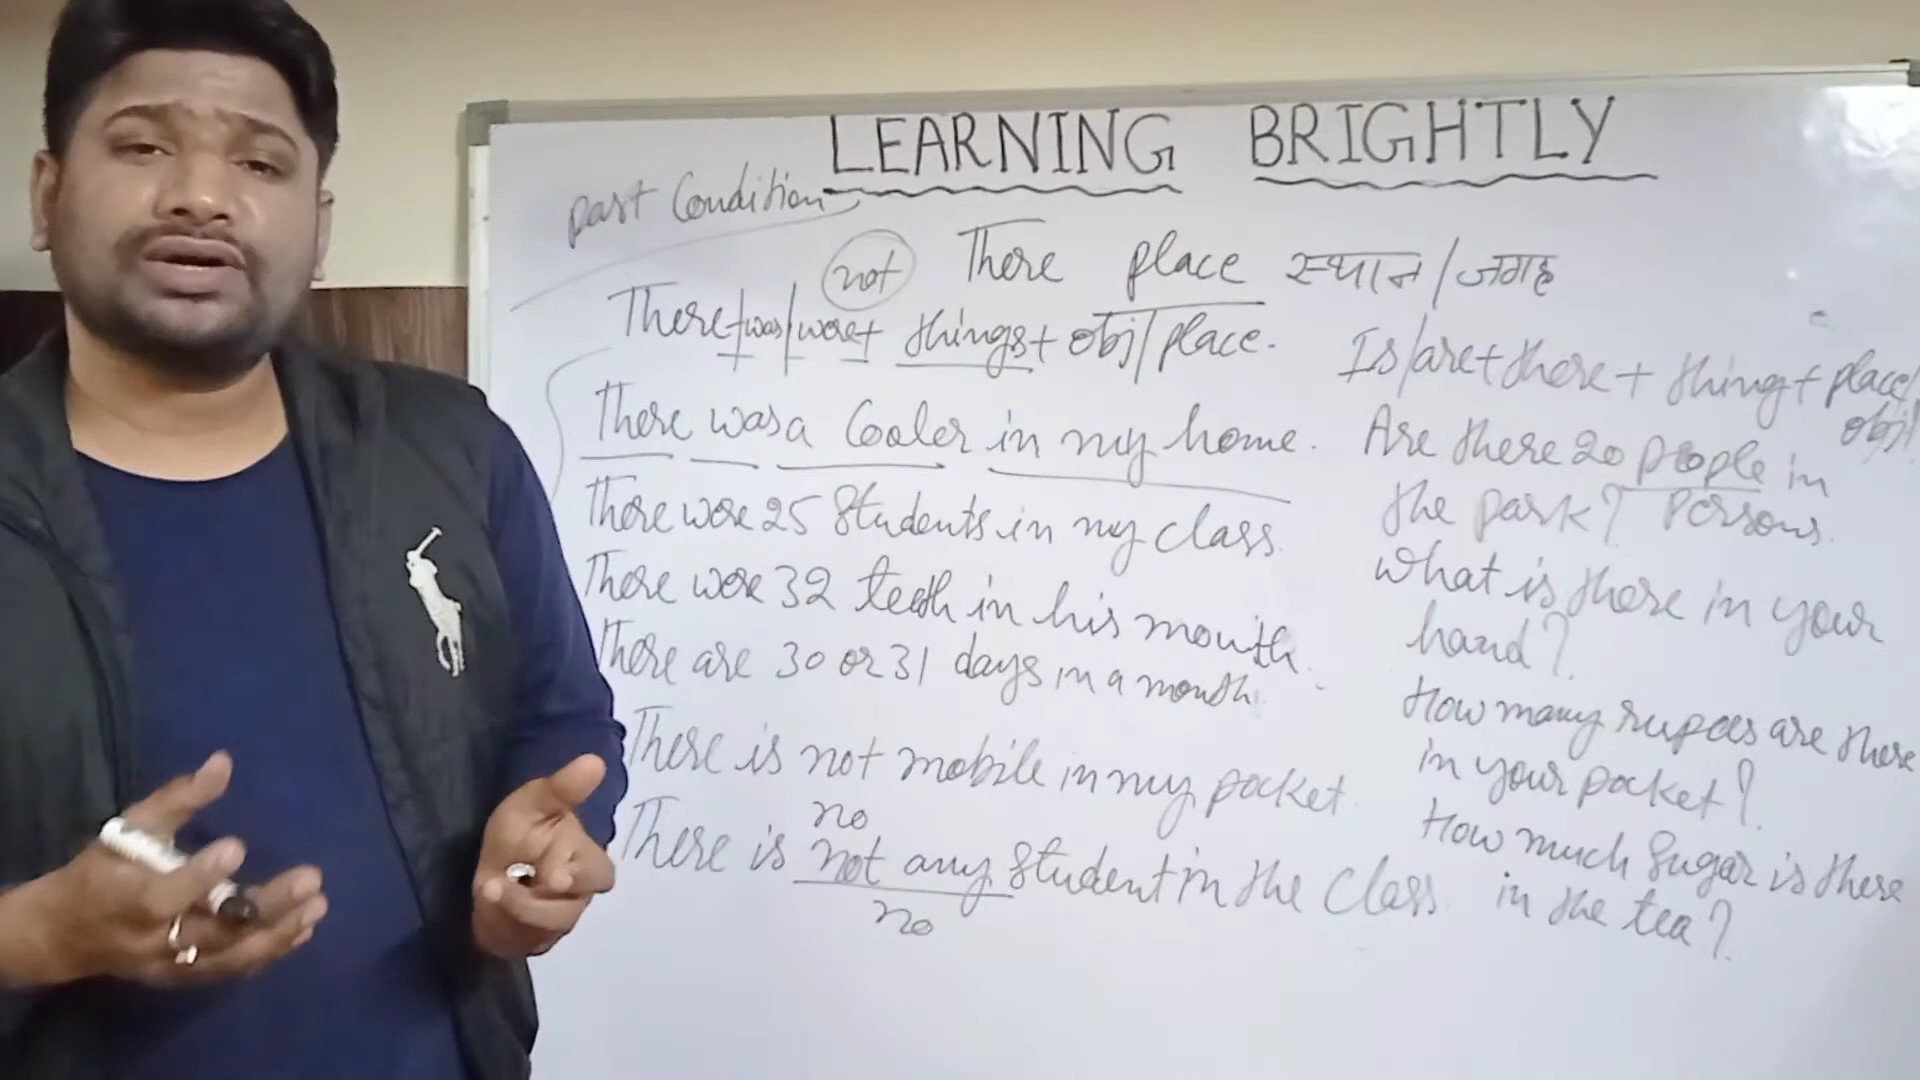 LEARNING BRIGHTLY
past Condition
not There place स्थान/जगह
There+was/were+ things+ obj/place.
There was a Cooler in my home.
There were 25 Students in my class.
There were 32 teeth in his mouth.
There are 30 or 31 days in a month.
There is not mobile in my pocket.
no
There is not any Student in the Class.
no
Is/are+there+thing+place/
obj/
Are there 20 people in
the park? Persons.
What is there in your
hand?
How many rupees are there
in your pocket?
How much Sugar is there
in the tea?